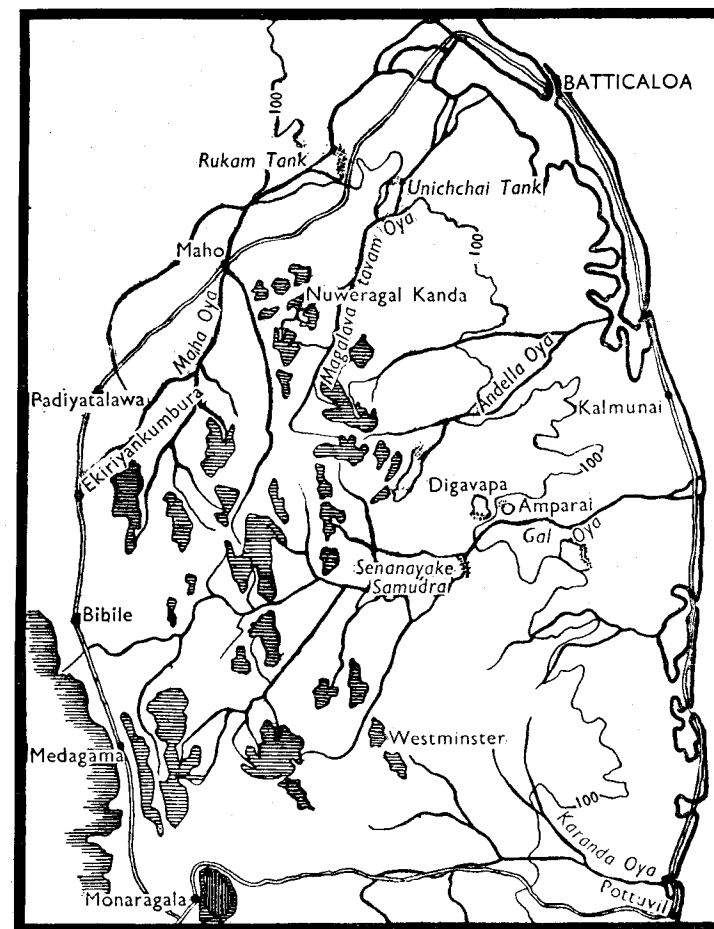 BATTICALOA
100
Rukam Tank
Unichchai Tank
Maho
100
Nuweragal Kanda
Magalavatavam Oya
Maha Oya
Andella Oya
Padiyatalawa
Ekiriyankumbura
Kalmunai
100
Digavapa
Amparai
Gal Oya
Senanayake
Samudra
Bibile
Westminster
Medagama
100
Karanda Oya
Monaragala
Pottuvil